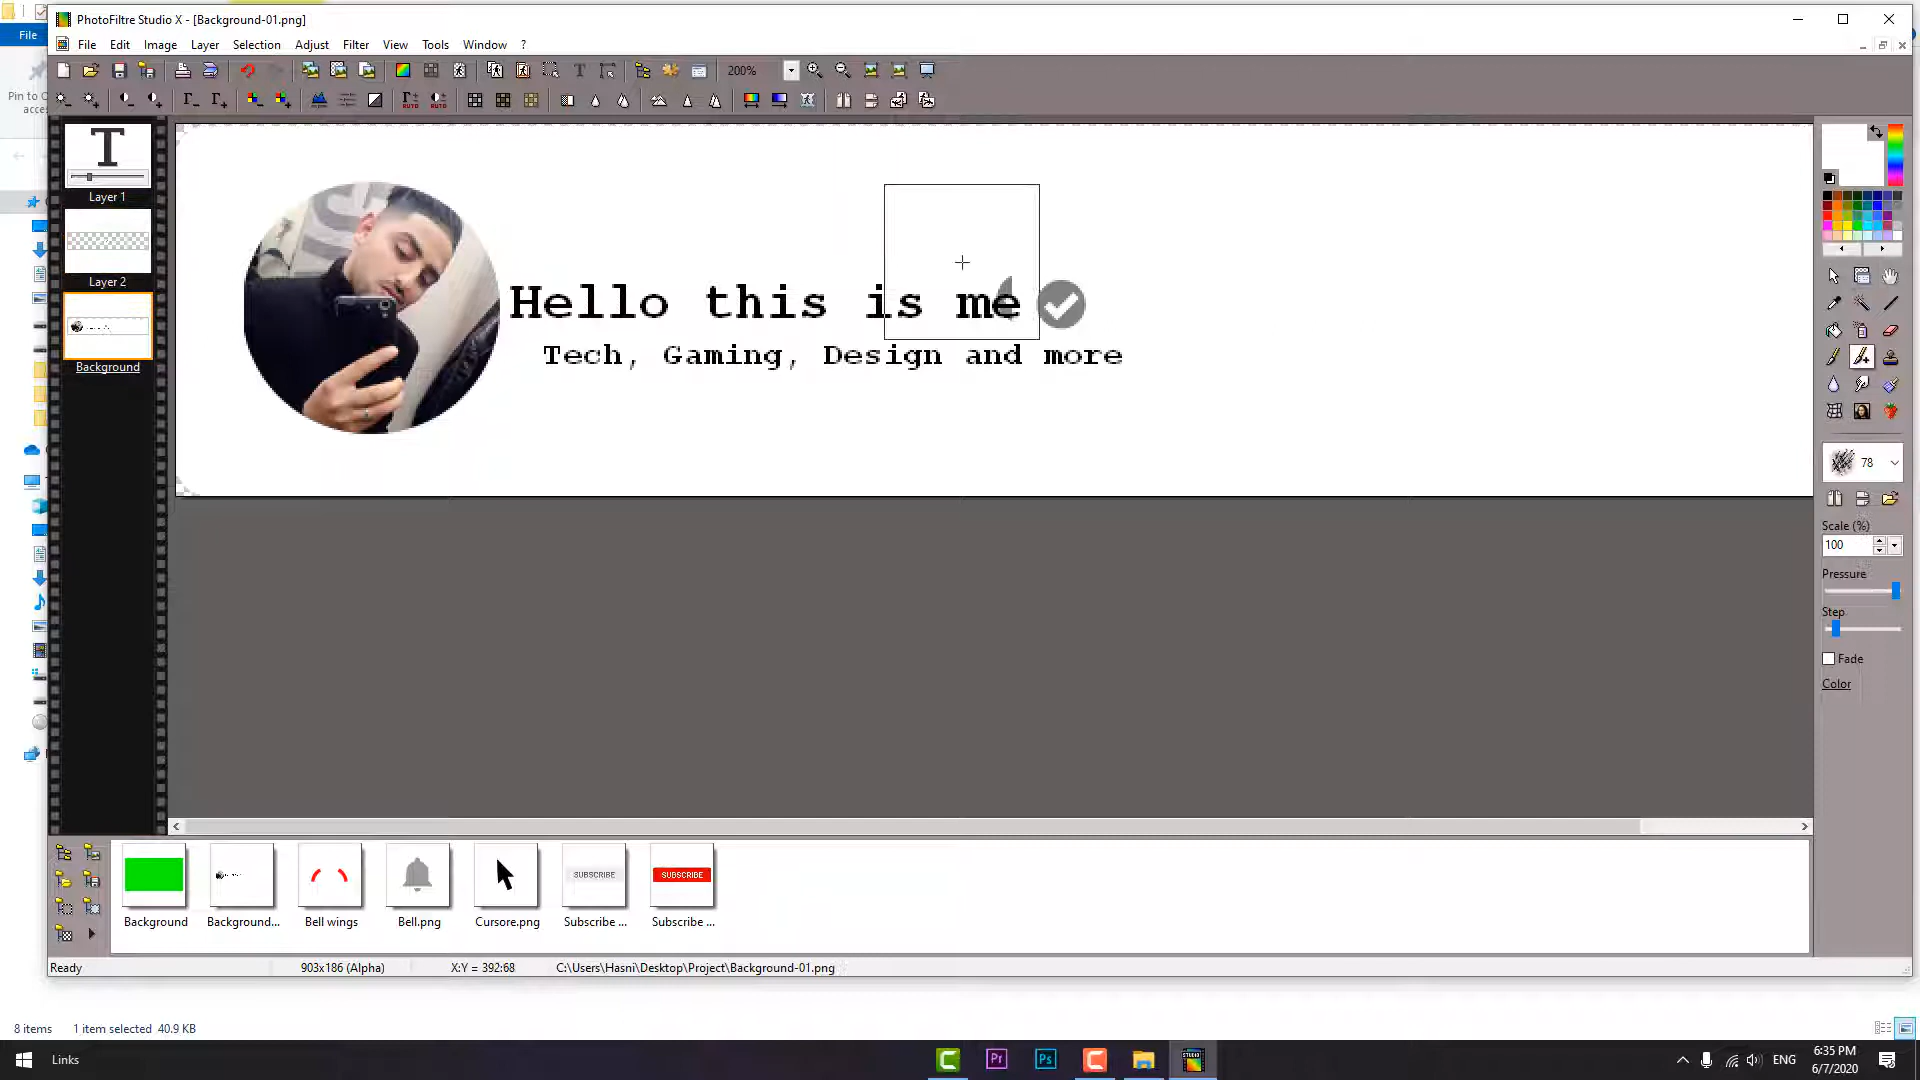 PhotoFiltre Studio X - [Background-01.png]
File
File Edit Image Layer Selection Adjust Filter View Tools Window ?
200%
Layer 1
Layer 2
Background
Hello this is me
Tech, Gaming, Design and more
78
Scale (%)
100
Pressure
Step
Fade
Color
SUBSCRIBE
SUBSCRIBE
Background Background... Bell wings Bell.png Cursore.png Subscribe ... Subscribe ...
Ready 903x186 (Alpha) X:Y = 392:68 C:\Users\Hasni\Desktop\Project\Background-01.png
8 items 1 item selected 40.9 KB
Links
ENG
6:35 PM
6/7/2020